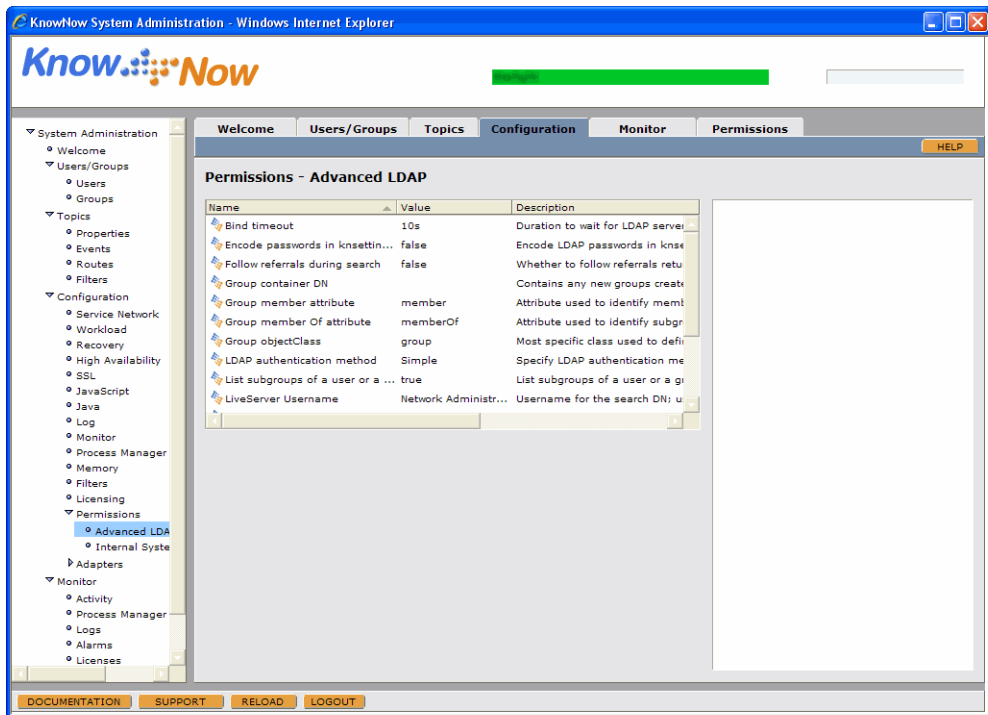 KnowNow System Administration - Windows Internet Explorer
Know Now
System Administration
Welcome
Users/Groups
Users
Groups
Topics
Properties
Events
Routes
Filters
Configuration
Service Network
Workload
Recovery
High Availability
SSL
JavaScript
Java
Log
Monitor
Process Manager
Memory
Filters
Licensing
Permissions
Advanced LDA
Internal Syste
Adapters
Monitor
Activity
Process Manager
Logs
Alarms
Licenses
Welcome Users/Groups Topics Configuration Monitor Permissions
HELP
Permissions - Advanced LDAP
Name Value Description
Bind timeout 10s Duration to wait for LDAP server
Encode passwords in knsettin... false Encode LDAP passwords in knse
Follow referrals during search false Whether to follow referrals retu
Group container DN Contains any new groups create
Group member attribute member Attribute used to identify memb
Group member Of attribute memberOf Attribute used to identify subgr
Group objectClass group Most specific class used to defi
LDAP authentication method Simple Specify LDAP authentication me
List subgroups of a user or a ... true List subgroups of a user or a gr
LiveServer Username Network Administr... Username for the search DN; u
DOCUMENTATION SUPPORT RELOAD LOGOUT